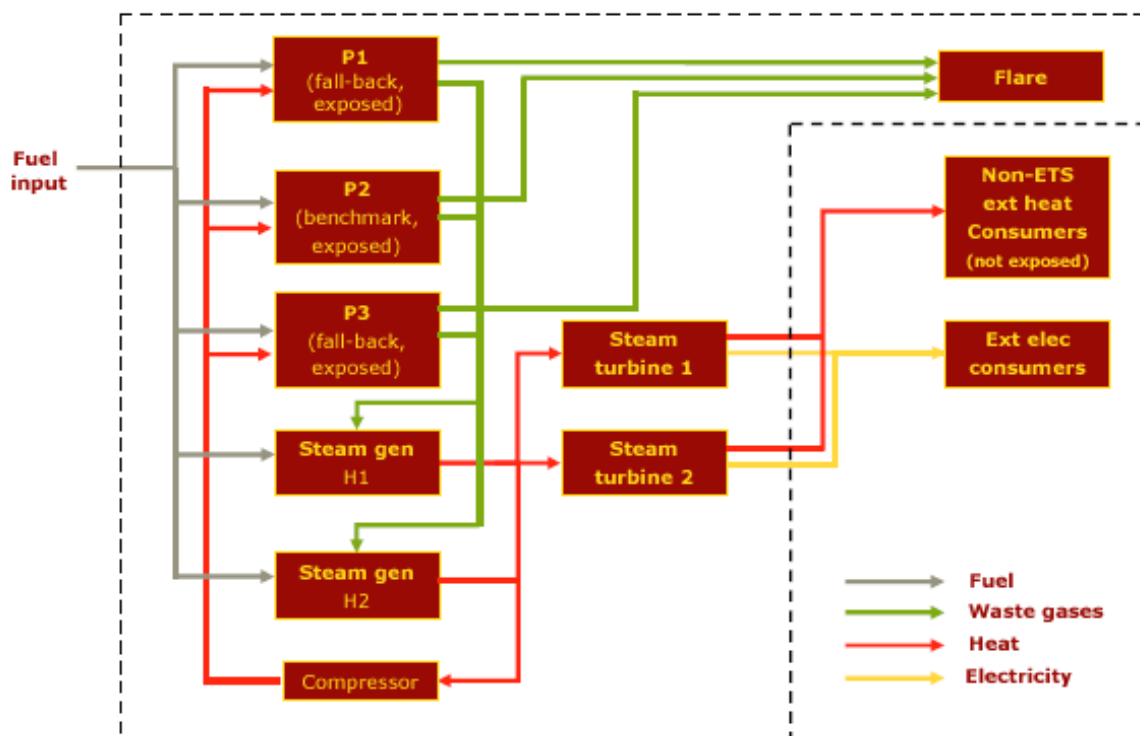 P1
(fall-back,
exposed)
Flare
Fuel
input
P2
(benchmark,
exposed)
Non-ETS
ext heat
Consumers
(not exposed)
P3
(fall-back,
exposed)
Steam
turbine 1
Ext elec
consumers
Steam gen
H1
Steam
turbine 2
Steam gen
H2
Compressor
Fuel
Waste gases
Heat
Electricity